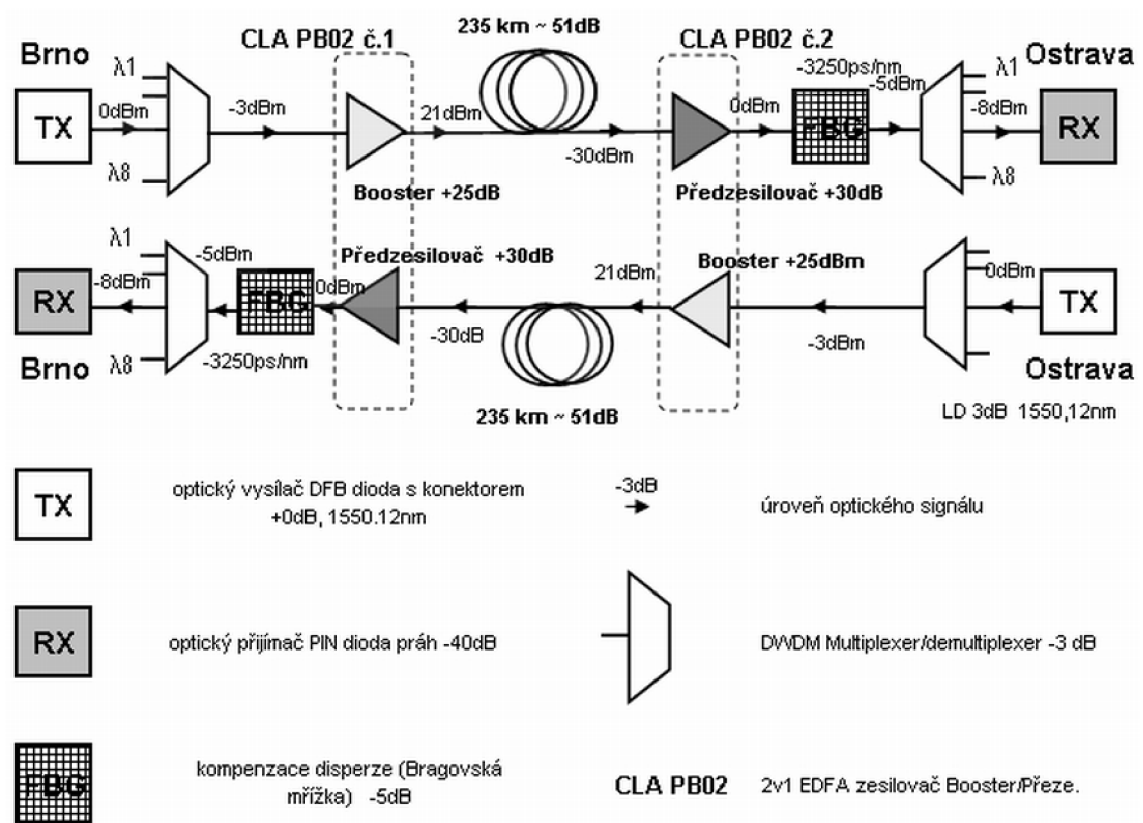 235 km ~ 51dB
Brno
CLA PB02 č.1
CLA PB02 č.2
Ostrava
λ1
-3250ps/nm
λ1
0dBm
-3dBm
21dBm
0dBm
-5dBm
-8dBm
TX
FBG
RX
-30dBm
λ8
λ8
Booster +25dB
Předzesilovač +30dB
λ1
-5dBm
Předzesilovač +30dB
Booster +25dBm
21dBm
0dBm
-8dBm
0dBm
RX
FBG
TX
-30dB
-3dBm
Brno
λ8
-3250ps/nm
Ostrava
235 km ~ 51dB
LD 3dB 1550,12nm
TX
optický vysílač DFB dioda s konektorem
+0dB, 1550.12nm
-3dB
úroveň optického signálu
RX
optický přijímač PIN dioda práh -40dB
DWDM Multiplexer/demultiplexer -3 dB
FBG
kompenzace disperze (Bragovská
mřížka) -5dB
CLA PB02
2v1 EDFA zesilovač Booster/Přeze.